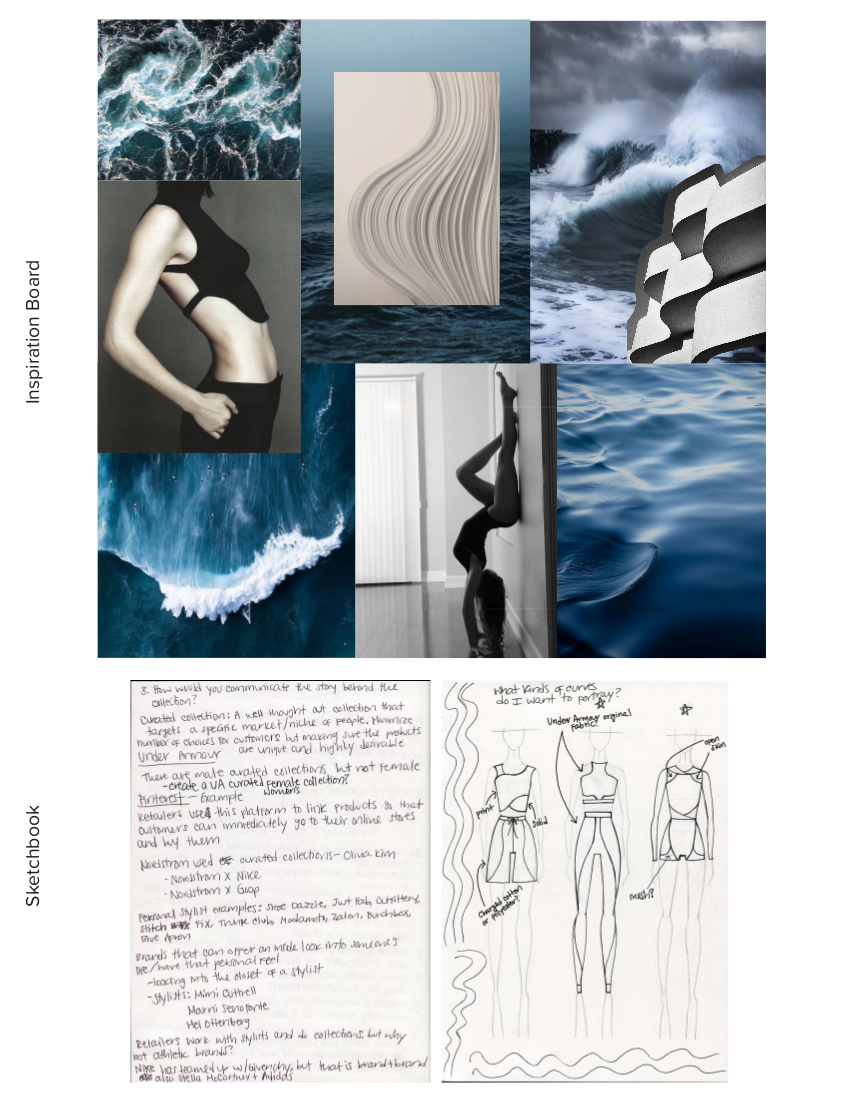 Inspiration Board
Sketchbook
8. How would you communicate the story behind the
collection?
Curated collection: A well thought out collection that
targets a specific market/niche of people. Minimize
number of choices for customers but making sure the products
are unique and highly desirable
Under Armour
There are male curated collections, but not female
-create a UA curated female collection?
womens
Pinterest - Example
Retailers used this platform to link products so that
customers can immediately go to their online stores
and buy them
Nordstrom used curated collections- Olivia Kim
- Nordstrom X Nike
- Nordstrom X Goop
Personal stylist examples: Shoe Dazzle, Just Fab, Outfittery,
Stitch Fix, Trunk Club, Modamoti, Zalon, Birchbox,
Blue Apron
Brands that can offer an inside look into someone's
life/have that personal feel
-looking into the closet of a stylist
-Stylists: Mimi Cuttrell
Marni Senofonte
Mel Ottenberg
Retailers work with stylists and do collections, but why
not athletic brands?
Nike has teamed up w/Givenchy, but that is brand+brand
also Stella McCartney + Adidas
What kinds of curves
do I want to portray?
Under Armour original
fabric?
open
skin
print
solid
Charged cotton
or polyester?
mesh?